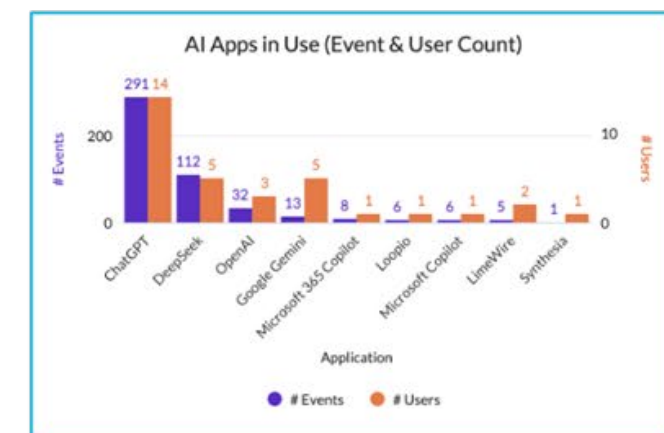 AI Apps in Use (Event & User Count)
291 14
112 5
32 3
13 5
8 1
6 1
6 1
5 2
1 1
# Events
200
0
10
0
# Users
ChatGPT
DeepSeek
OpenAI
Google Gemini
Microsoft 365 Copilot
Loopio
Microsoft Copilot
LimeWire
Synthesia
Application
# Events # Users